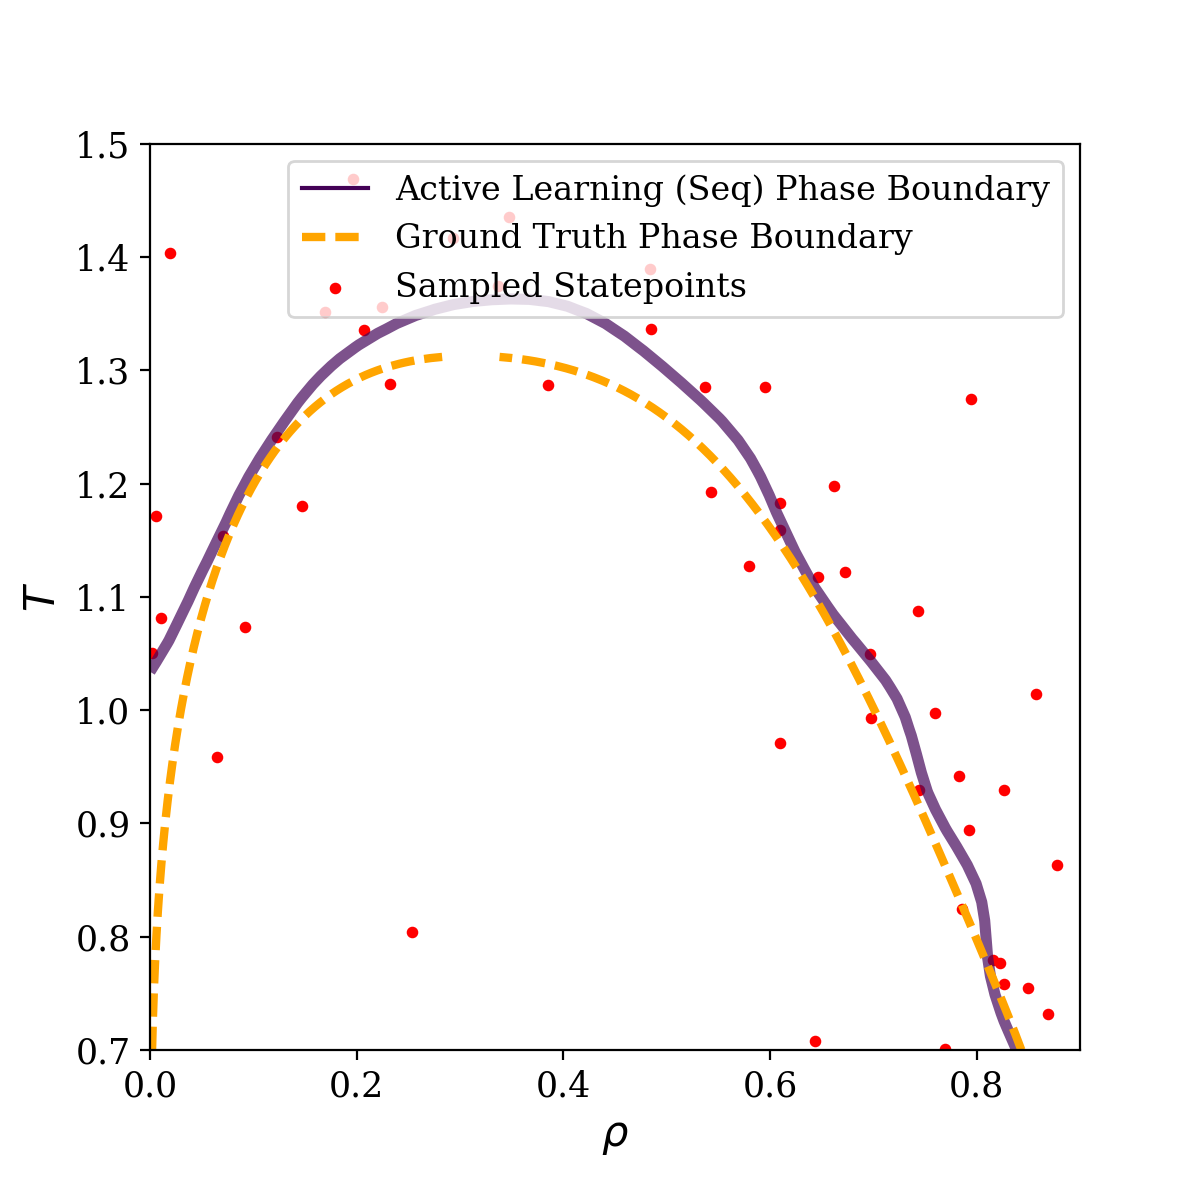 Active Learning (Seq) Phase Boundary
Ground Truth Phase Boundary
Sampled Statepoints
1.5
1.4
1.3
1.2
1.1
1.0
0.9
0.8
0.7
T
0.0 0.2 0.4 0.6 0.8
ρ